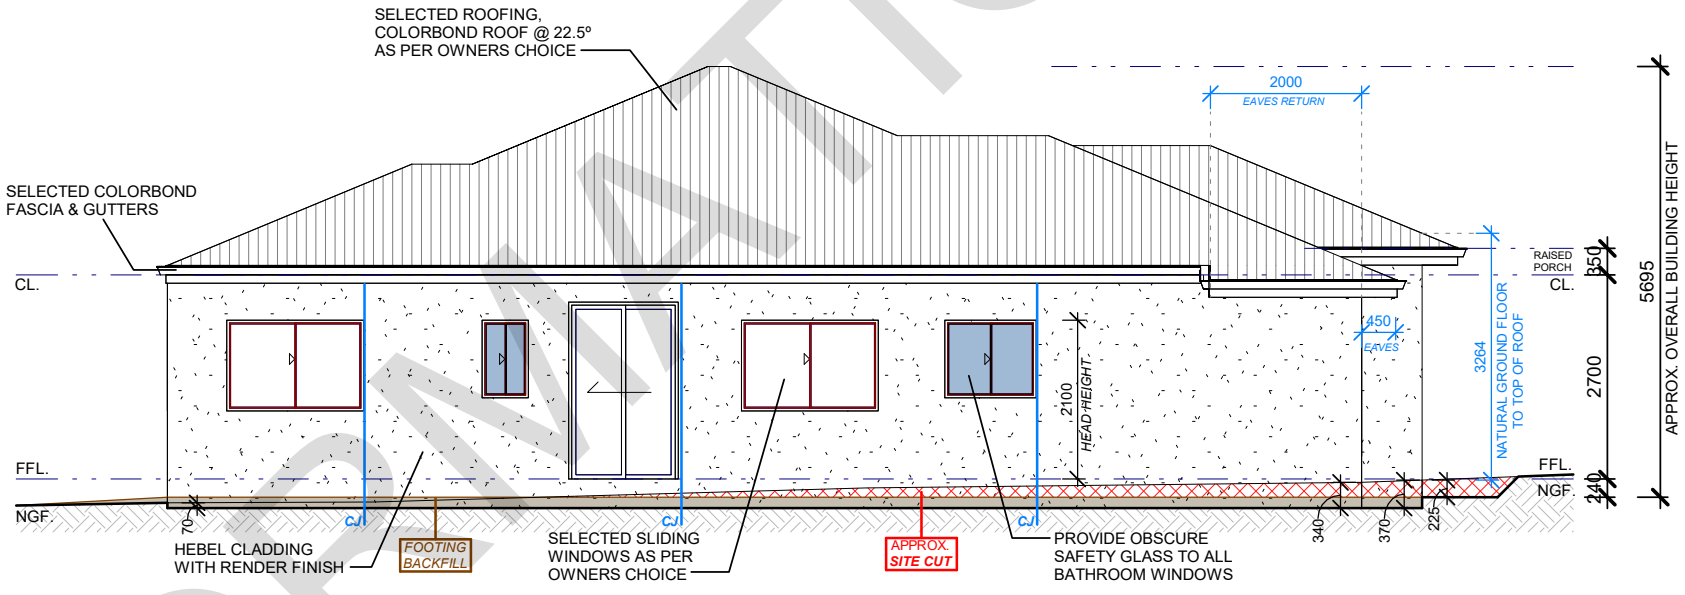 SELECTED ROOFING,
COLORBOND ROOF @ 22.5º
AS PER OWNERS CHOICE
2000
EAVES RETURN
SELECTED COLORBOND
FASCIA & GUTTERS
CL.
RAISED
PORCH
350
CL.
5695
APPROX. OVERALL BUILDING HEIGHT
450
EAVES
3264
NATURAL GROUND FLOOR
TO TOP OF ROOF
2700
2100
HEAD HEIGHT
FFL.
FFL.
NGF.
240
NGF.
70
CJ
CJ
CJ
340
370
225
HEBEL CLADDING
WITH RENDER FINISH
FOOTING
BACKFILL
SELECTED SLIDING
WINDOWS AS PER
OWNERS CHOICE
APPROX.
SITE CUT
PROVIDE OBSCURE
SAFETY GLASS TO ALL
BATHROOM WINDOWS
RMATIO